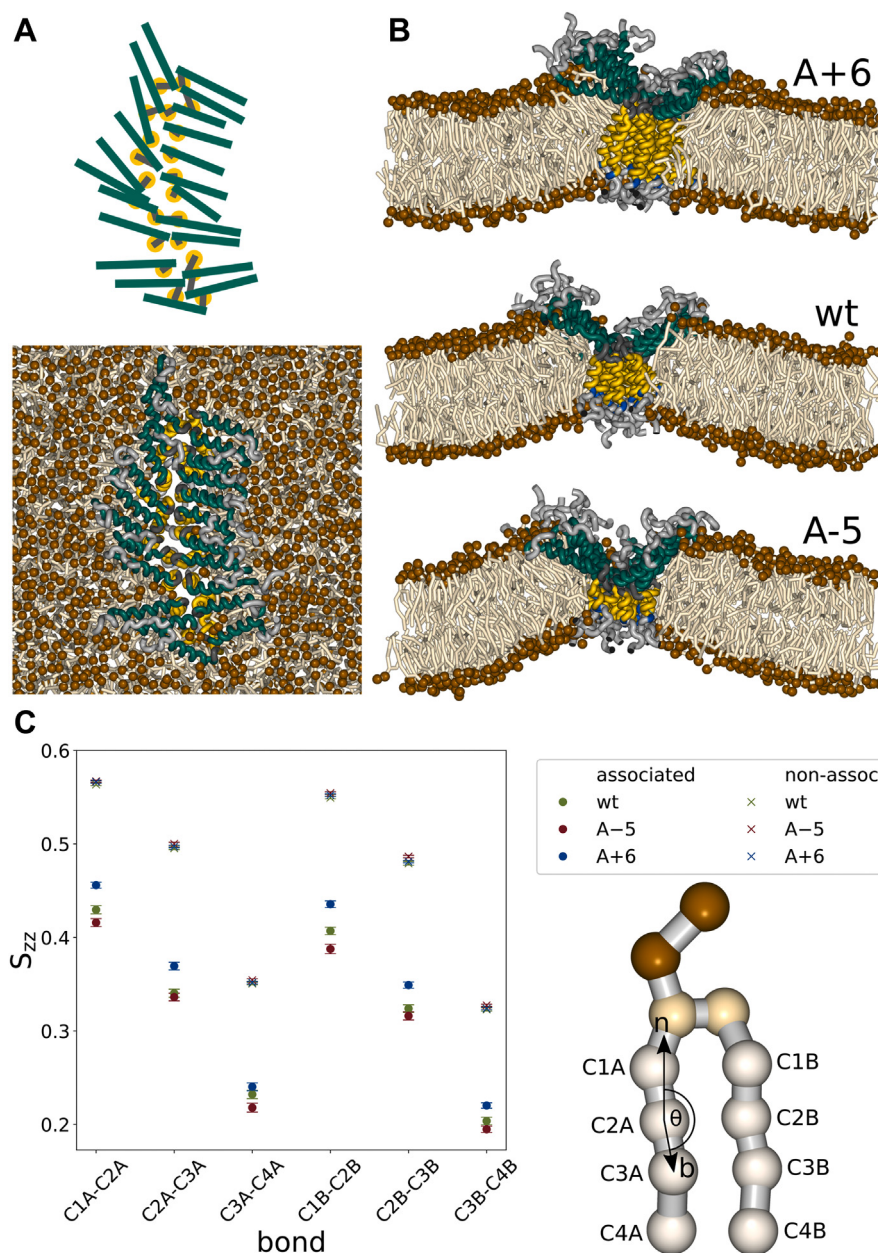 A
B
A+6
wt
A-5
C
0.6
0.5
0.4
0.3
0.2
Szz
C1A-C2A
C2A-C3A
C3A-C4A
C1B-C2B
C2B-C3B
C3B-C4B
bond
associated non-assoc
wt wt
A−5 A−5
A+6 A+6
n
C1A C1B
C2A θ C2B
C3A b C3B
C4A C4B